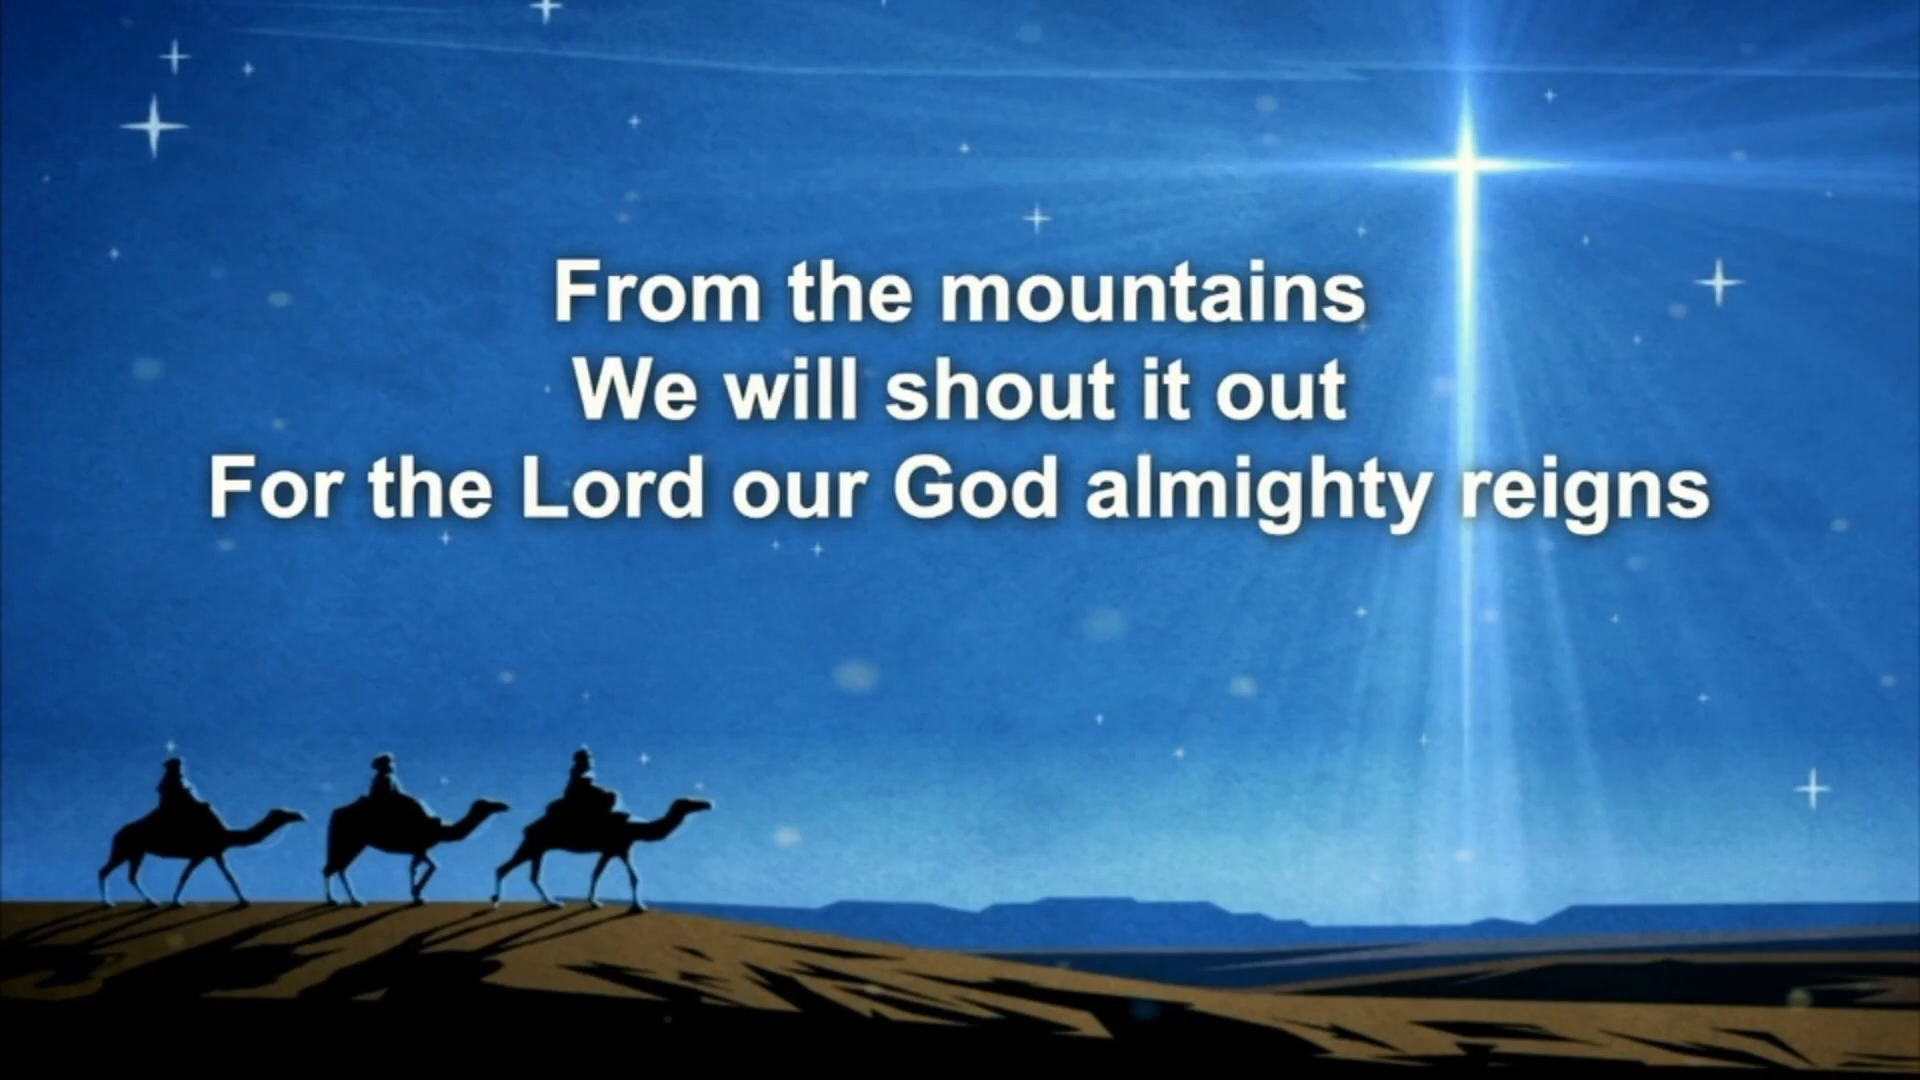 From the mountains
We will shout it out
For the Lord our God almighty reigns